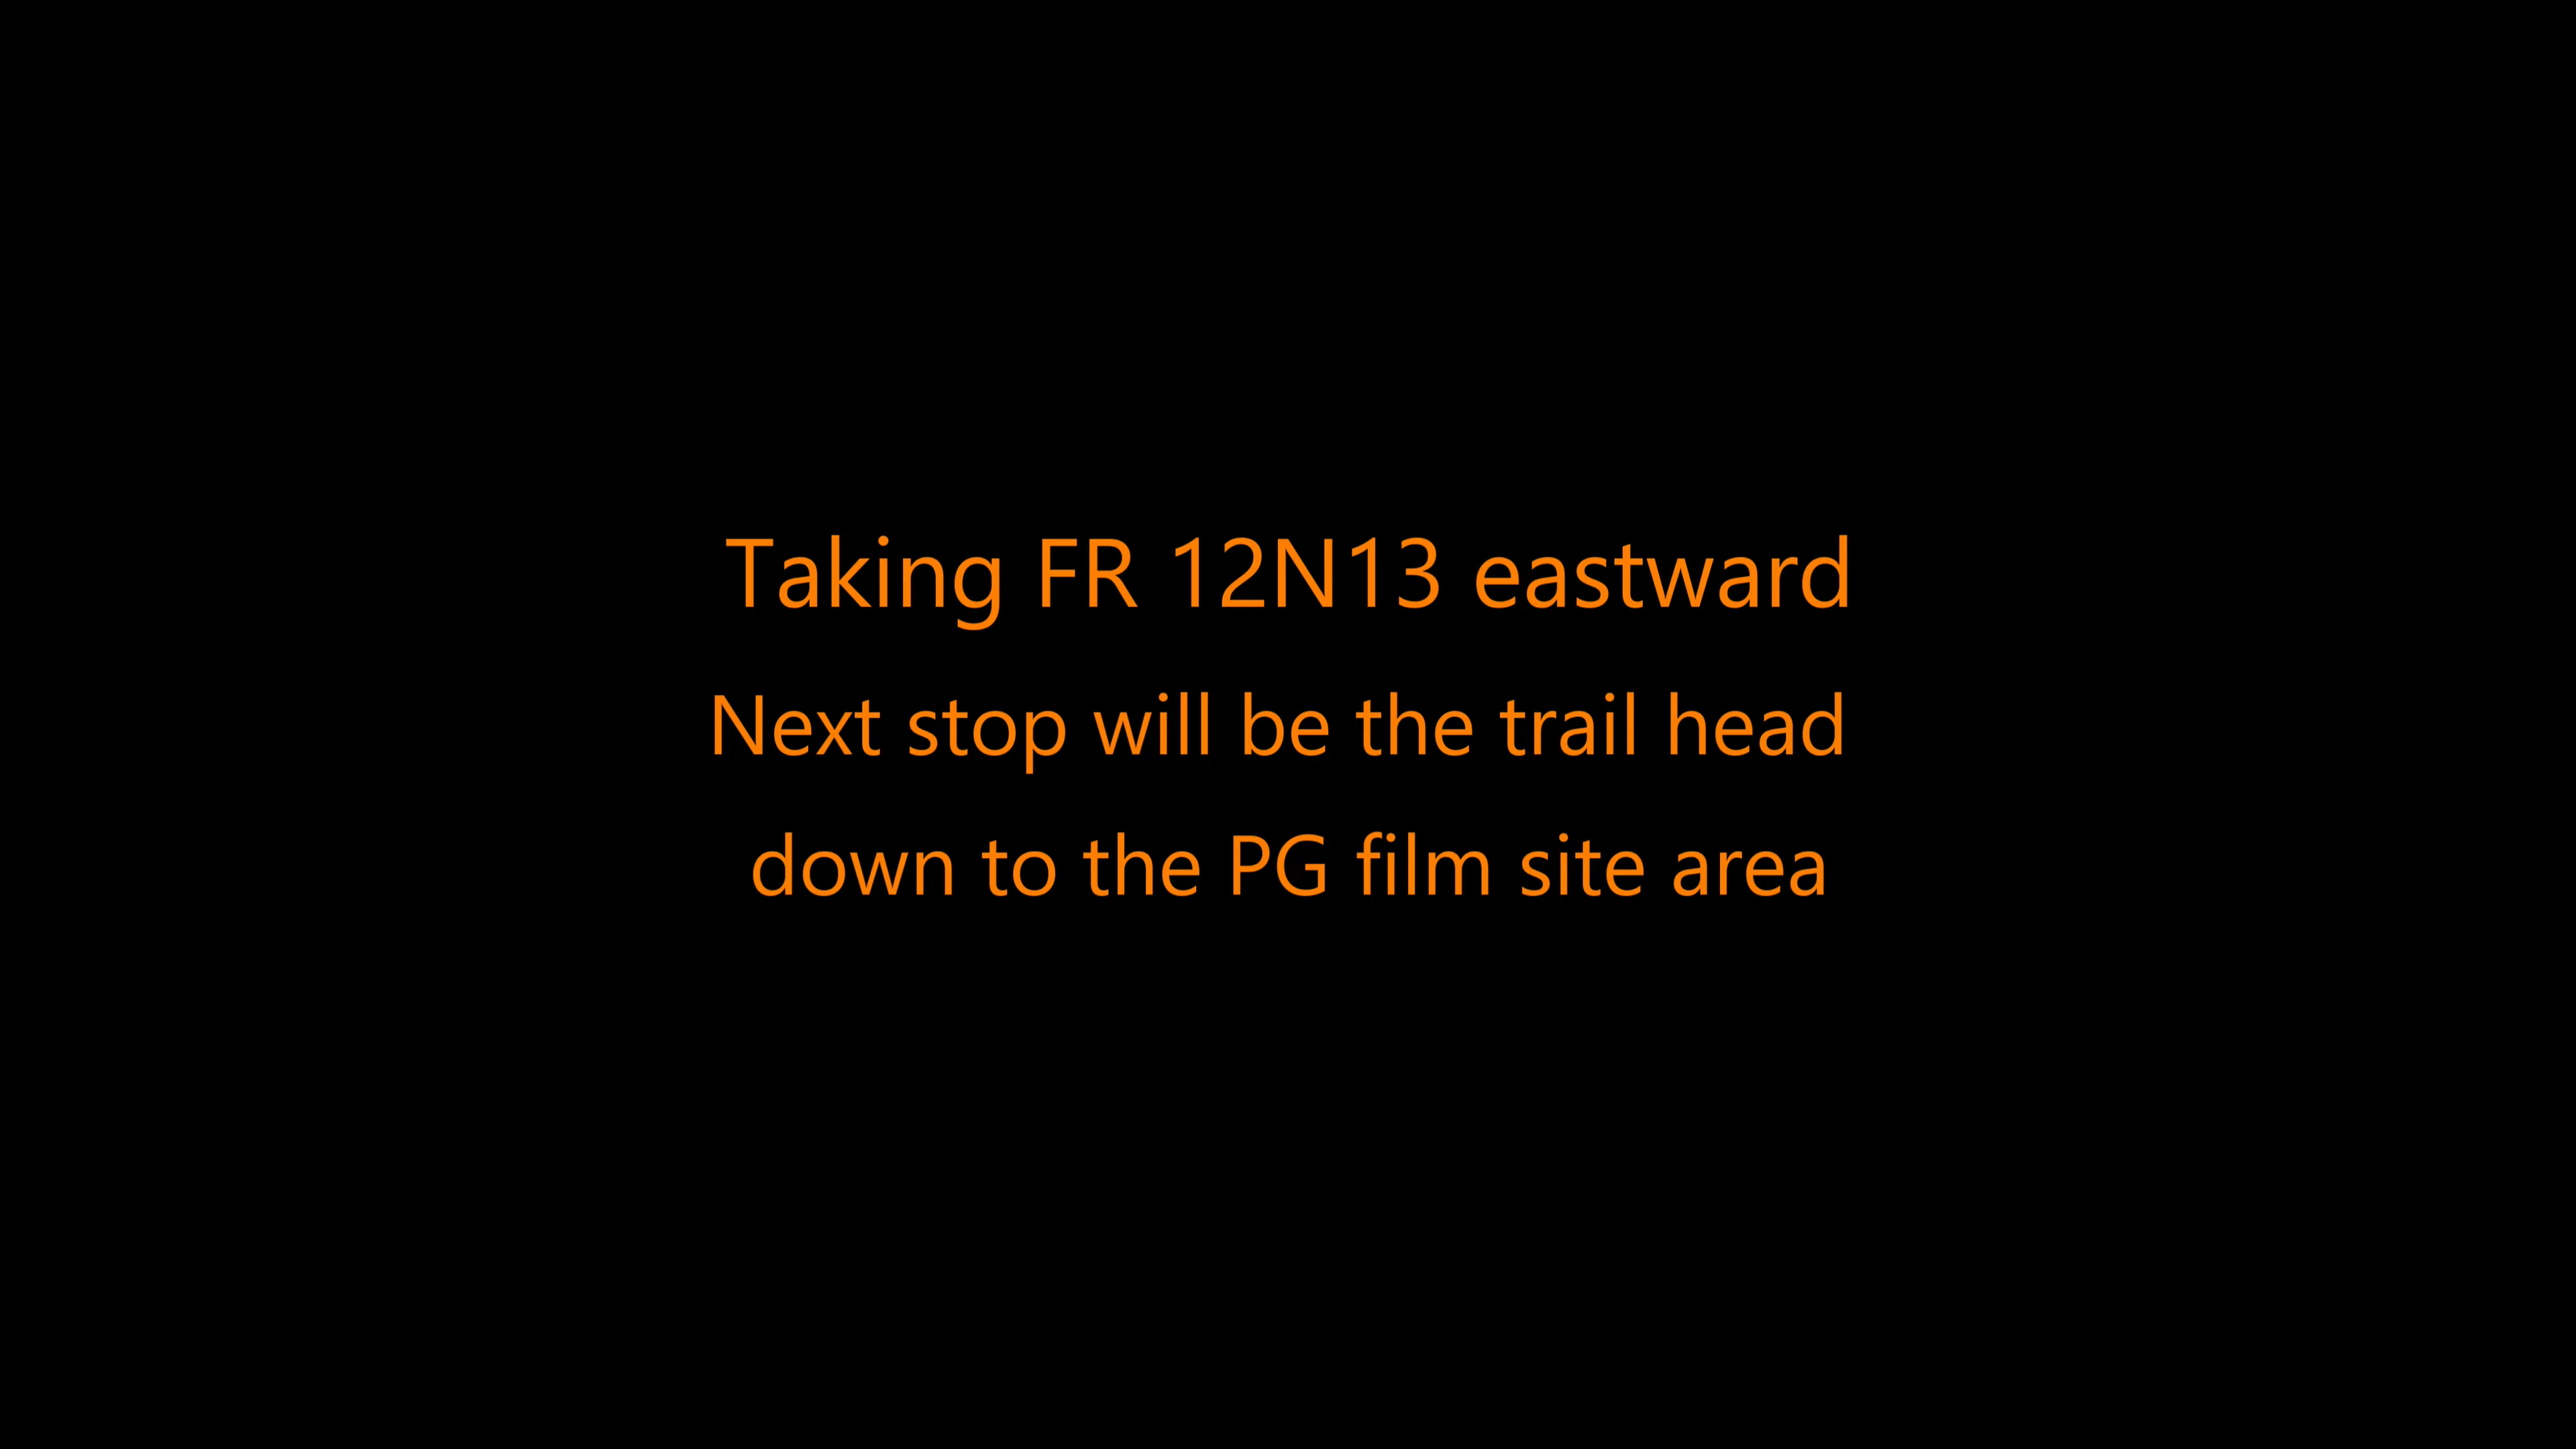 Taking FR 12N13 eastward
Next stop will be the trail head
down to the PG film site area